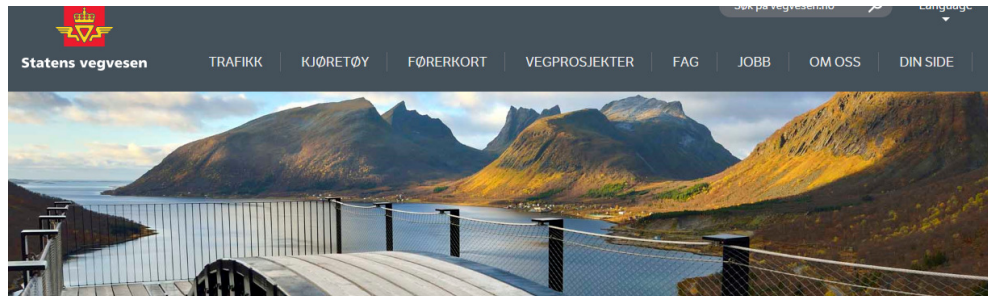 Søk på vegvesen.no
Language
Statens vegvesen
TRAFIKK
KJØRETØY
FØRERKORT
VEGPROSJEKTER
FAG
JOBB
OM OSS
DIN SIDE